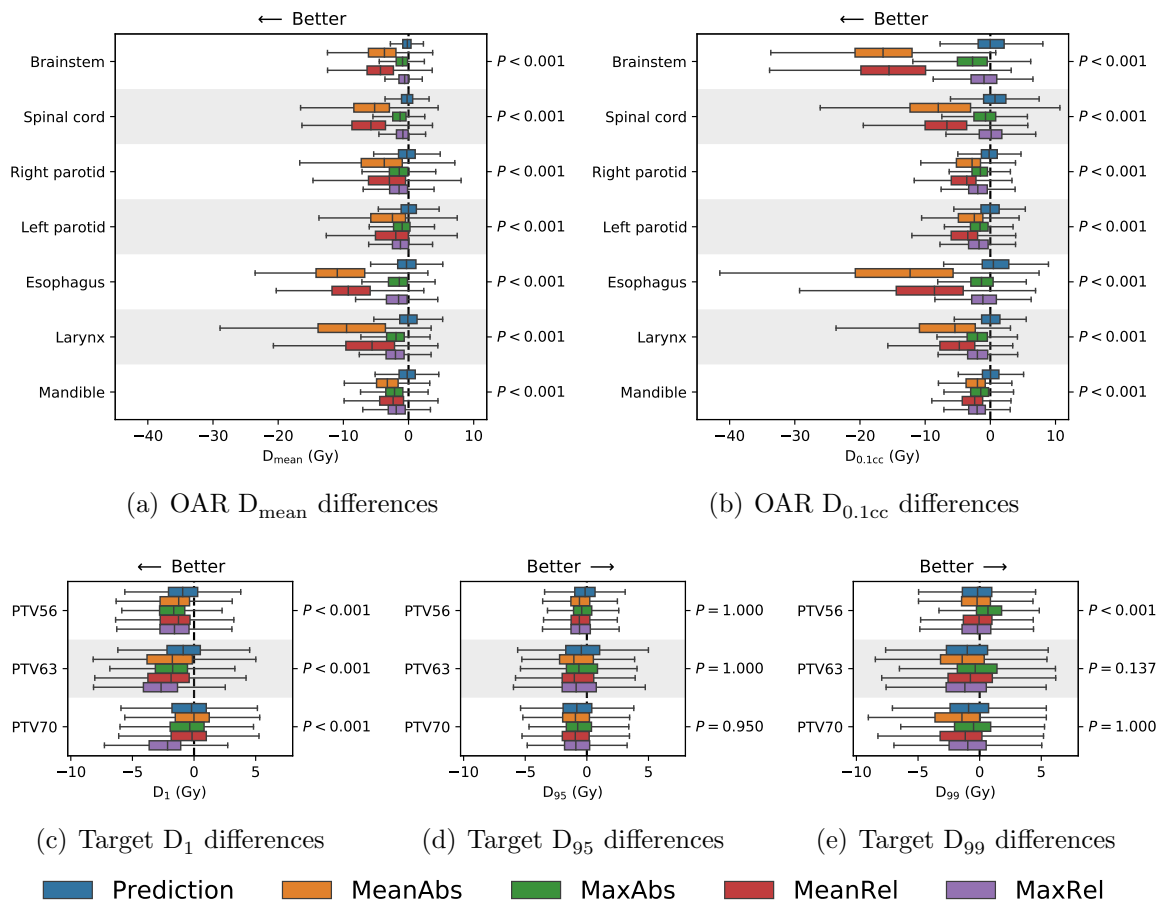 ⟵ Better
⟵ Better
Brainstem
P < 0.001
Spinal cord
P < 0.001
Right parotid
P < 0.001
Left parotid
P < 0.001
Esophagus
P < 0.001
Larynx
P < 0.001
Mandible
P < 0.001
−40 −30 −20 −10 0 10
Dmean (Gy)
(a) OAR Dmean differences
Brainstem
P < 0.001
Spinal cord
P < 0.001
Right parotid
P < 0.001
Left parotid
P < 0.001
Esophagus
P < 0.001
Larynx
P < 0.001
Mandible
P < 0.001
−40 −30 −20 −10 0 10
D0.1cc (Gy)
(b) OAR D0.1cc differences
⟵ Better
PTV56
P < 0.001
PTV63
P < 0.001
PTV70
P < 0.001
−10 −5 0 5
D1 (Gy)
(c) Target D1 differences
Better ⟶
PTV56
P = 1.000
PTV63
P = 1.000
PTV70
P = 0.950
−10 −5 0 5
D95 (Gy)
(d) Target D95 differences
Better ⟶
PTV56
P < 0.001
PTV63
P = 0.137
PTV70
P = 1.000
−10 −5 0 5
D99 (Gy)
(e) Target D99 differences
Prediction MeanAbs MaxAbs MeanRel MaxRel